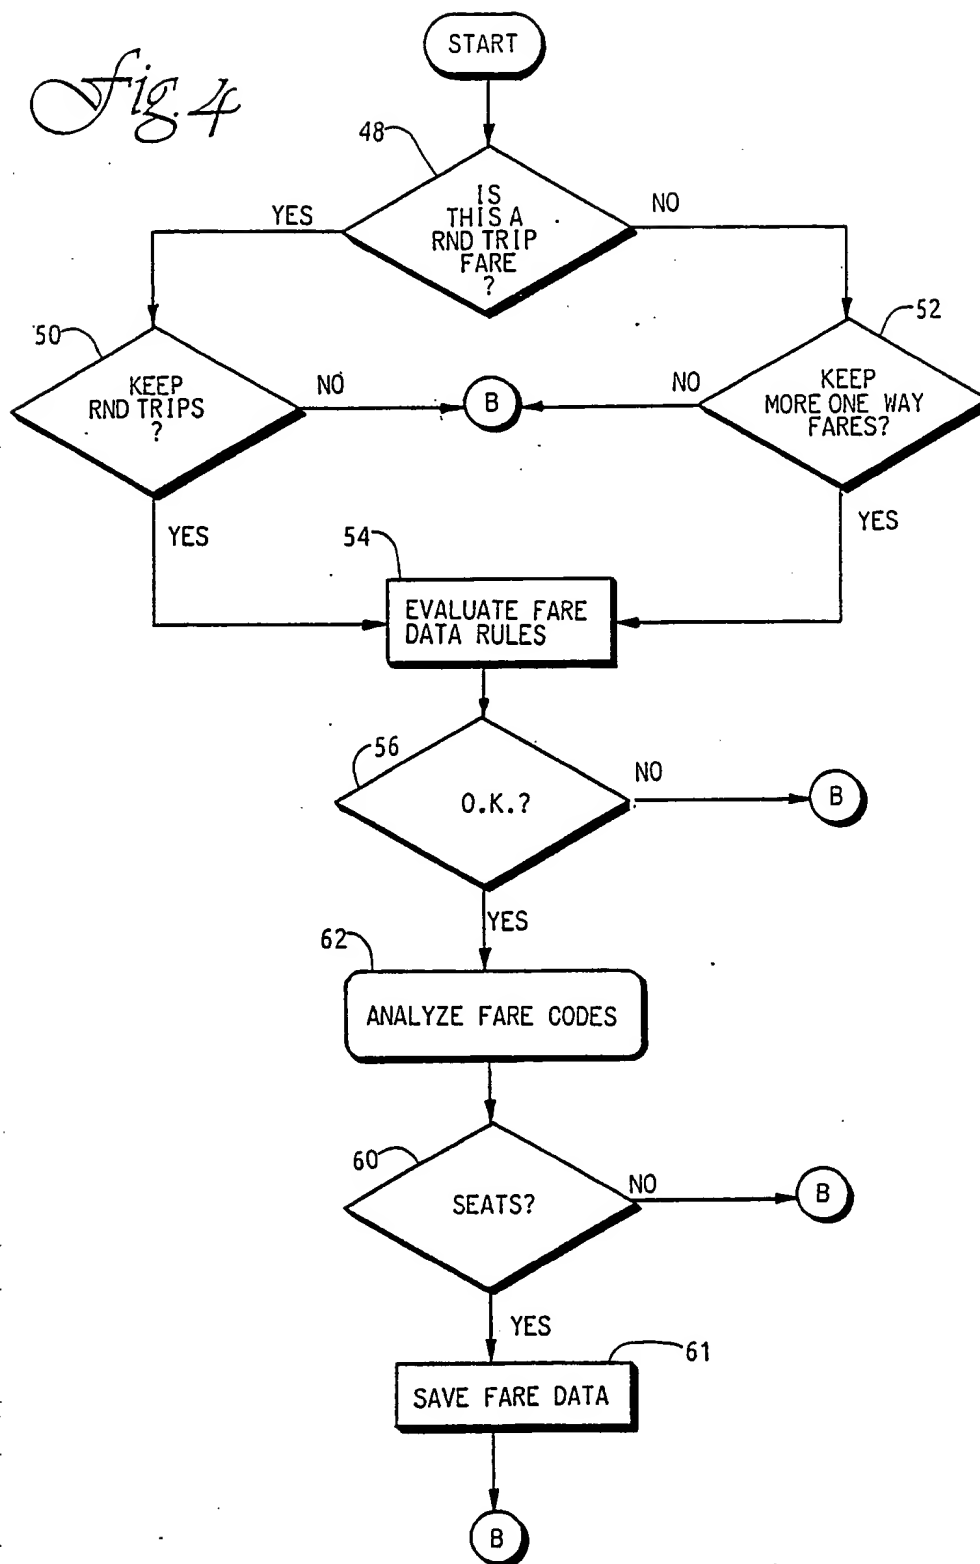 Fig. 4
START
48
IS
THIS A
RND TRIP
FARE
?
YES
NO
50
KEEP
RND TRIPS
?
NO
B
NO
52
KEEP
MORE ONE WAY
FARES?
YES
YES
54
EVALUATE FARE
DATA RULES
56
O.K.?
NO
B
YES
62
ANALYZE FARE CODES
60
SEATS?
NO
B
YES
61
SAVE FARE DATA
B